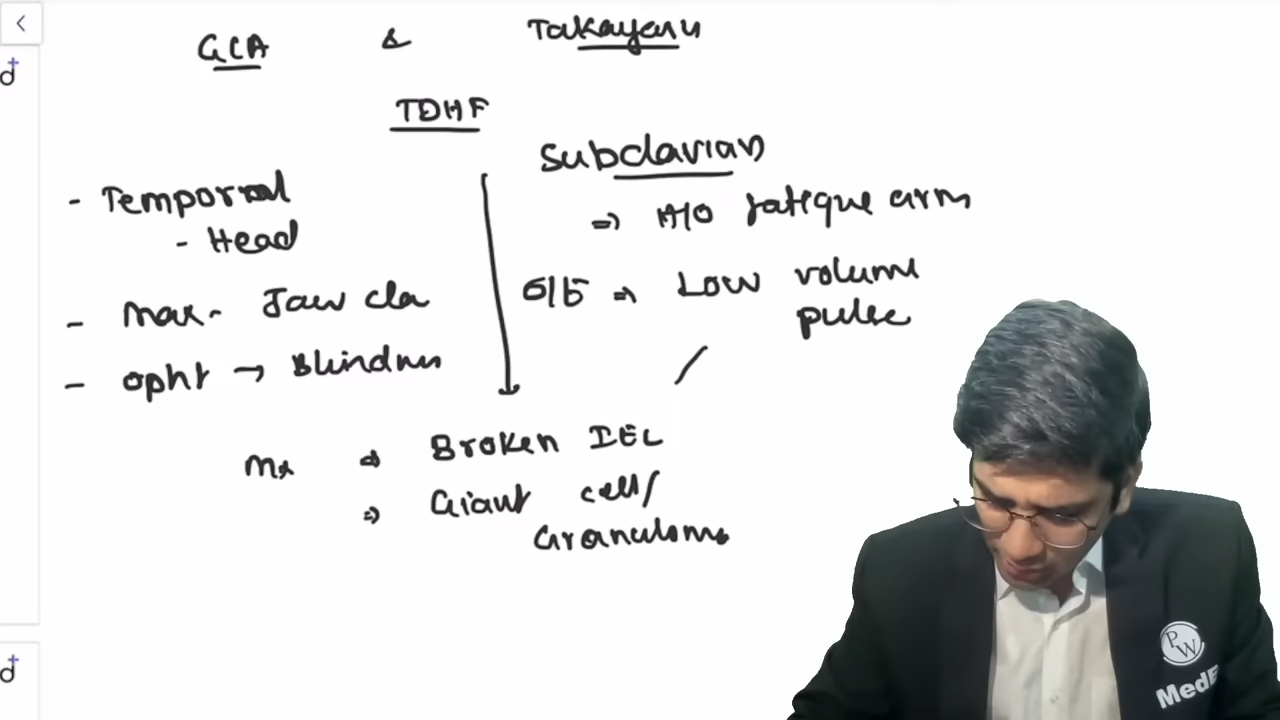 GCA & Takayasu
TDHF
Subclavian
- Temporal
⇒ H/O fatigue arm
- Head
O/E ⇒ Low volume
pulse
- Max- Jaw cla
- opht → Blindness
Mx ⇒ Broken IEL
⇒ Giant cell/
Granuloma
PW
MedE
d
d